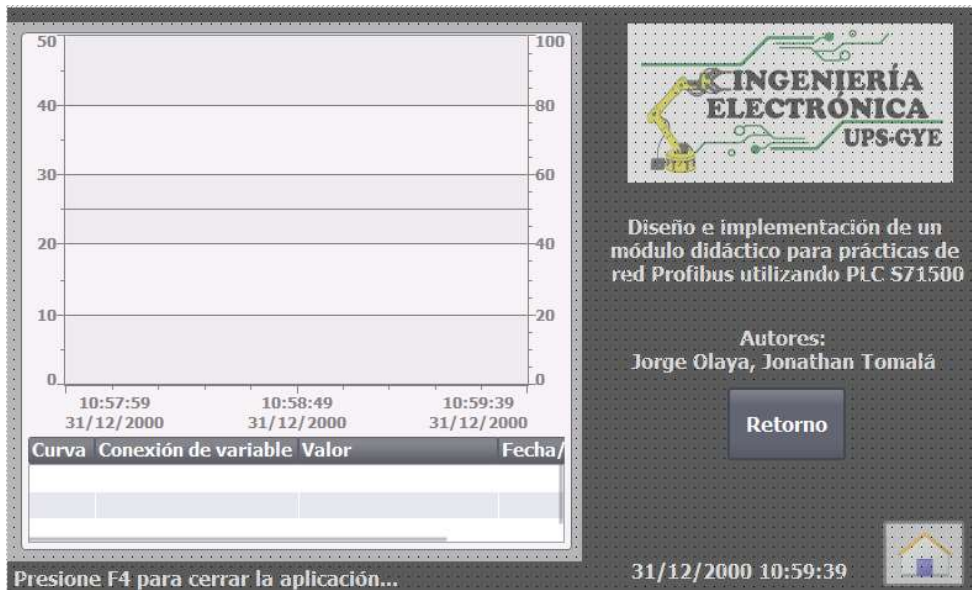 50
100
40
80
30
60
20
40
10
20
0
0
10:57:59 10:58:49 10:59:39
31/12/2000 31/12/2000 31/12/2000
Curva Conexión de variable Valor Fecha/
INGENIERÍA
ELECTRÓNICA
UPS-GYE
Diseño e implementación de un
módulo didáctico para prácticas de
red Profibus utilizando PLC S71500
Autores:
Jorge Olaya, Jonathan Tomalá
Retorno
Presione F4 para cerrar la aplicación...
31/12/2000 10:59:39